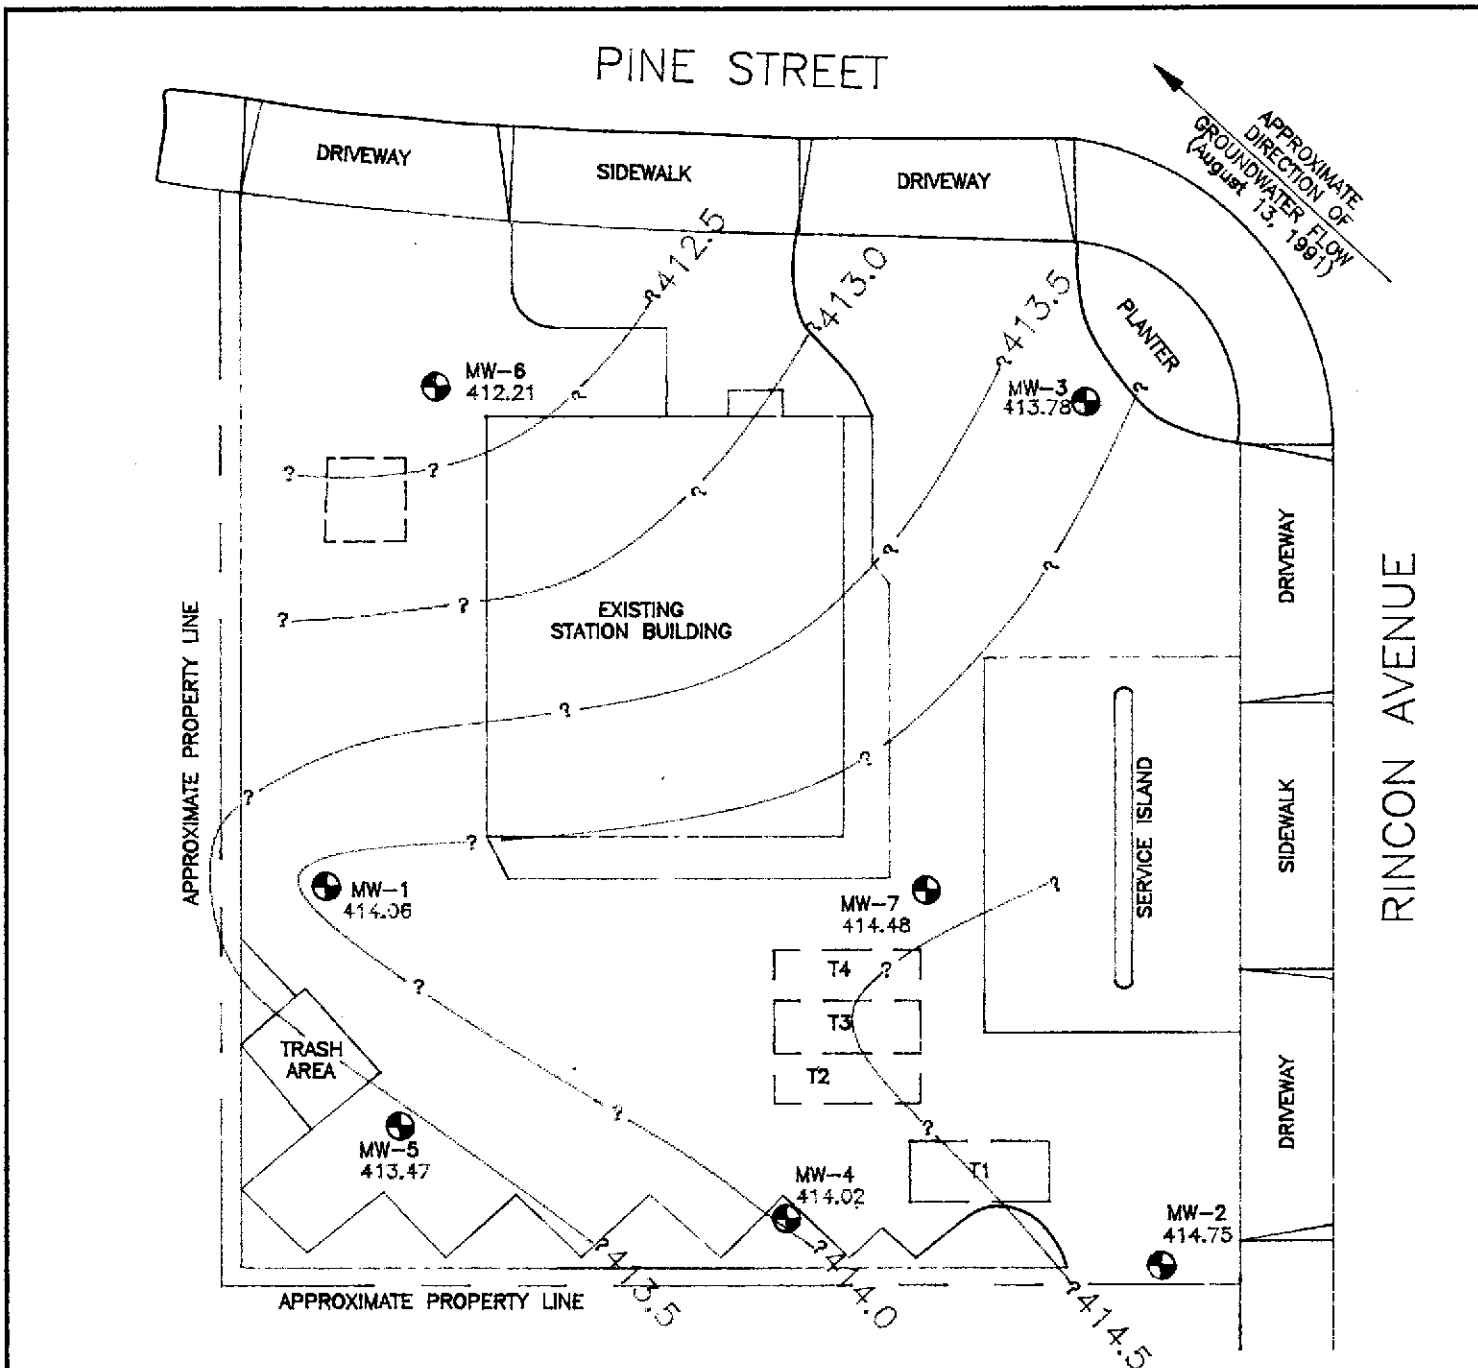 PINE STREET
APPROXIMATE
DIRECTION OF
GROUNDWATER FLOW
(August 13, 1991)
DRIVEWAY
SIDEWALK
DRIVEWAY
PLANTER
?412.5
?413.0
?413.5
MW-6
412.21
MW-3
413.78
?
?
?
?
?
?
?
?
?
DRIVEWAY
EXISTING
STATION BUILDING
?
?
?
?
APPROXIMATE PROPERTY LINE
RINCON AVENUE
SERVICE ISLAND
SIDEWALK
MW-1
414.06
MW-7
414.48
?
?
?
T4
T3
T2
TRASH
AREA
DRIVEWAY
?
?
MW-5
413.47
T1
MW-4
414.02
MW-2
414.75
?413.5
?414.0
?414.5
APPROXIMATE PROPERTY LINE